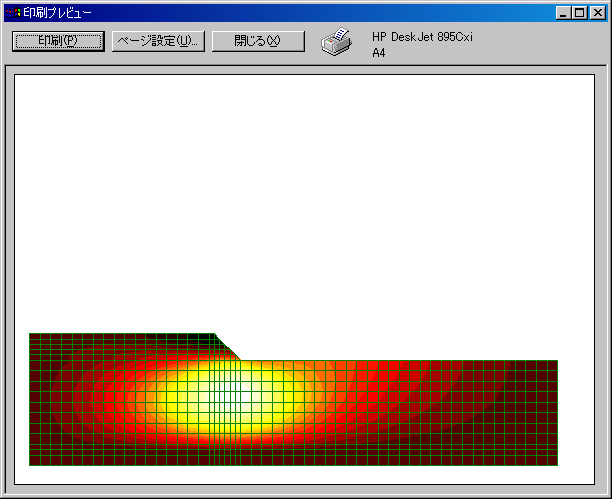 印刷プレビュー
印刷(P)
ページ設定(U)...
閉じる(X)
HP DeskJet 895Cxi
A4